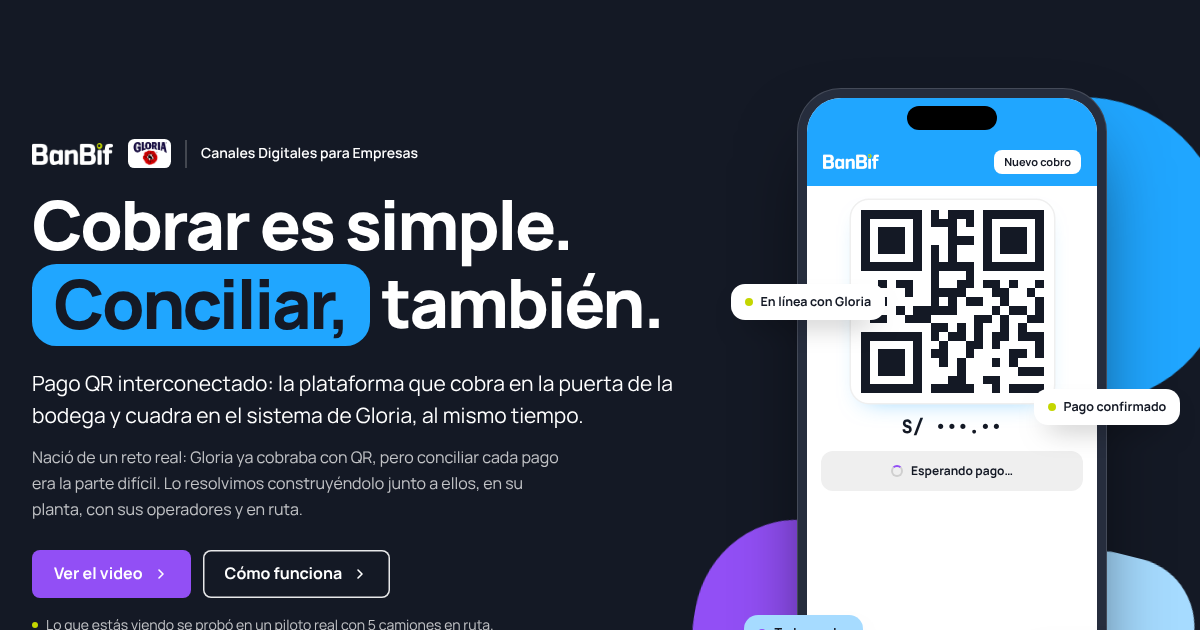 BanBif
GLORIA
Canales Digitales para Empresas
Cobrar es simple.
Conciliar, también.
Pago QR interconectado: la plataforma que cobra en la puerta de la
bodega y cuadra en el sistema de Gloria, al mismo tiempo.
Nació de un reto real: Gloria ya cobraba con QR, pero conciliar cada pago
era la parte difícil. Lo resolvimos construyéndolo junto a ellos, en su
planta, con sus operadores y en ruta.
Ver el video
Cómo funciona
Lo que estás viendo se probó en un piloto real con 5 camiones en ruta.
BanBif
Nuevo cobro
En línea con Gloria
Pago confirmado
S/ •••.••
Esperando pago…